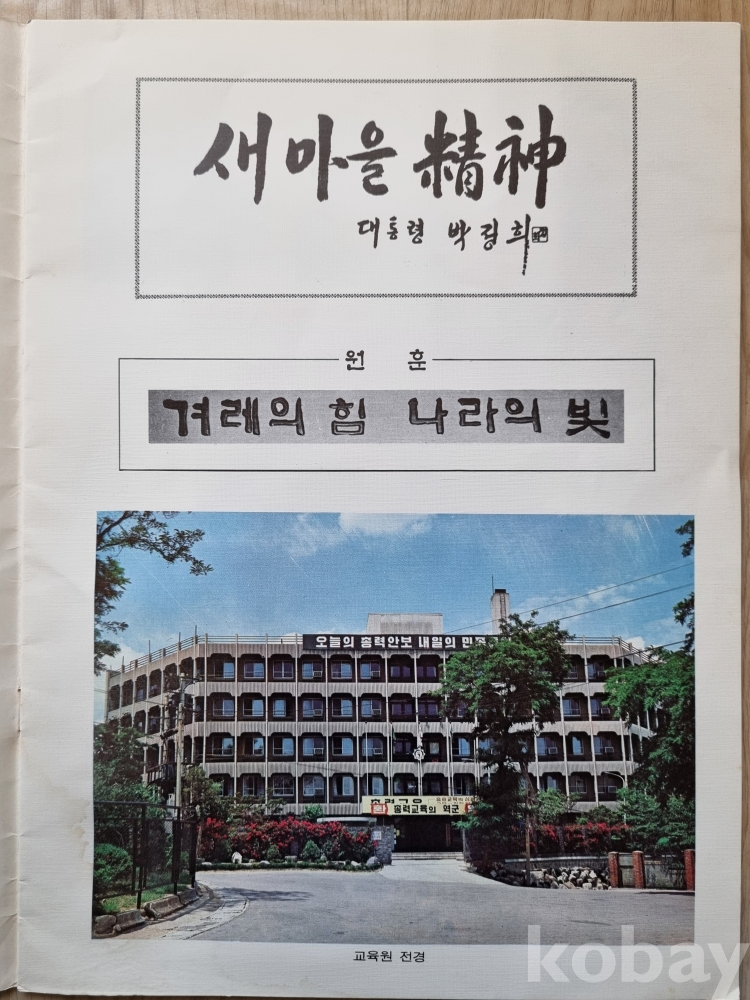 새마을 精神
대통령 박정희
원 훈
겨레의 힘 나라의 빛
오늘의 총력안보 내일의 민족
총력교육의 역군
교육원 전경
kobay